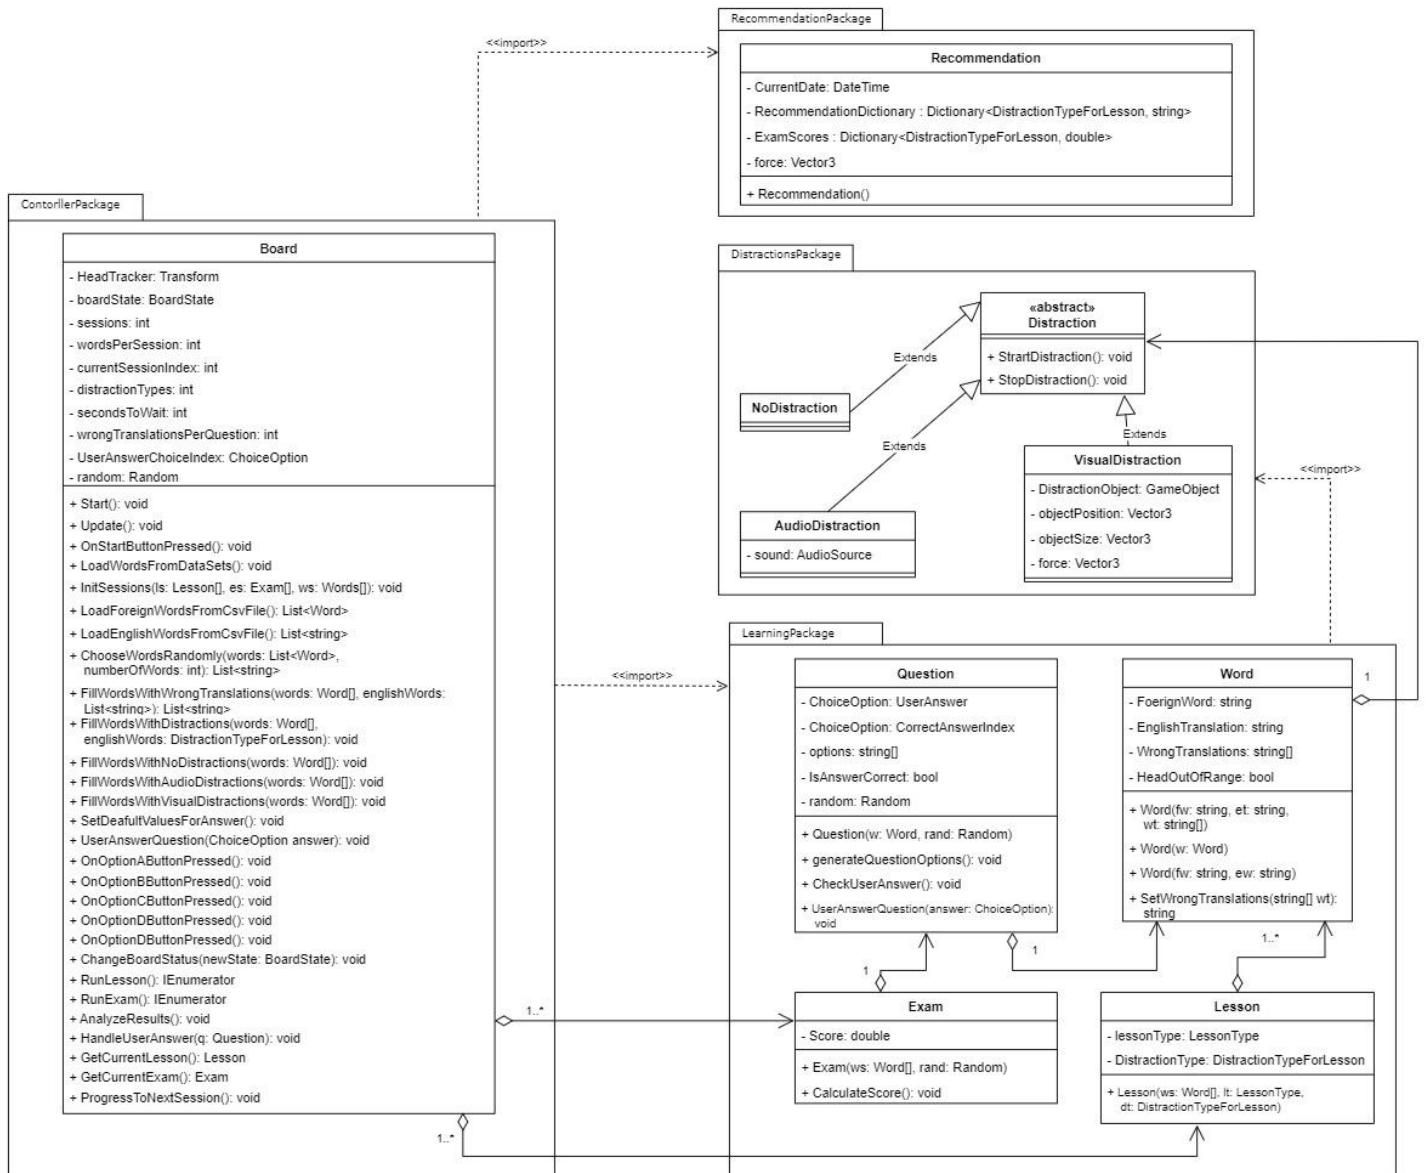 RecommendationPackage
<<import>>
Recommendation
- CurrentDate: DateTime
- RecommendationDictionary : Dictionary<DistractionTypeForLesson, string>
- ExamScores : Dictionary<DistractionTypeForLesson, double>
- force: Vector3
+ Recommendation()
ContorllerPackage
Board
- HeadTracker: Transform
- boardState: BoardState
- sessions: int
- wordsPerSession: int
- currentSessionIndex: int
- distractionTypes: int
- secondsToWait: int
- wrongTranslationsPerQuestion: int
- UserAnswerChoiceIndex: ChoiceOption
- random: Random
+ Start(): void
+ Update(): void
+ OnStartButtonPressed(): void
+ LoadWordsFromDataSets(): void
+ InitSessions(ls: Lesson[], es: Exam[], ws: Words[]): void
+ LoadForeignWordsFromCsvFile(): List<Word>
+ LoadEnglishWordsFromCsvFile(): List<string>
+ ChooseWordsRandomly(words: List<Word>,
numberOfWords: int): List<string>
+ FillWordsWithWrongTranslations(words: Word[], englishWords:
List<string>): List<string>
+ FillWordsWithDistractions(words: Word[],
englishWords: DistractionTypeForLesson): void
+ FillWordsWithNoDistractions(words: Word[]): void
+ FillWordsWithAudioDistractions(words: Word[]): void
+ FillWordsWithVisualDistractions(words: Word[]): void
+ SetDeafultValuesForAnswer(): void
+ UserAnswerQuestion(ChoiceOption answer): void
+ OnOptionAButtonPressed(): void
+ OnOptionBButtonPressed(): void
+ OnOptionCButtonPressed(): void
+ OnOptionDButtonPressed(): void
+ OnOptionDButtonPressed(): void
+ ChangeBoardStatus(newState: BoardState): void
+ RunLesson(): IEnumerator
+ RunExam(): IEnumerator
+ AnalyzeResults(): void
+ HandleUserAnswer(q: Question): void
+ GetCurrentLesson(): Lesson
+ GetCurrentExam(): Exam
+ ProgressToNextSession(): void
1..*
1..*
<<import>>
DistractionsPackage
«abstract»
Distraction
+ StrartDistraction(): void
+ StopDistraction(): void
Extends
NoDistraction
Extends
Extends
VisualDistraction
- DistractionObject: GameObject
- objectPosition: Vector3
- objectSize: Vector3
- force: Vector3
AudioDistraction
- sound: AudioSource
<<import>>
LearningPackage
Question
- ChoiceOption: UserAnswer
- ChoiceOption: CorrectAnswerIndex
- options: string[]
- IsAnswerCorrect: bool
- random: Random
+ Question(w: Word, rand: Random)
+ generateQuestionOptions(): void
+ CheckUserAnswer(): void
+ UserAnswerQuestion(answer: ChoiceOption):
void
Word
1
- FoerignWord: string
- EnglishTranslation: string
- WrongTranslations: string[]
- HeadOutOfRange: bool
+ Word(fw: string, et: string,
wt: string[])
+ Word(w: Word)
+ Word(fw: string, ew: string)
+ SetWrongTranslations(string[] wt):
string
1
1
1..*
Exam
- Score: double
+ Exam(ws: Word[], rand: Random)
+ CalculateScore(): void
Lesson
- lessonType: LessonType
- DistractionType: DistractionTypeForLesson
+ Lesson(ws: Word[], lt: LessonType,
dt: DistractionTypeForLesson)